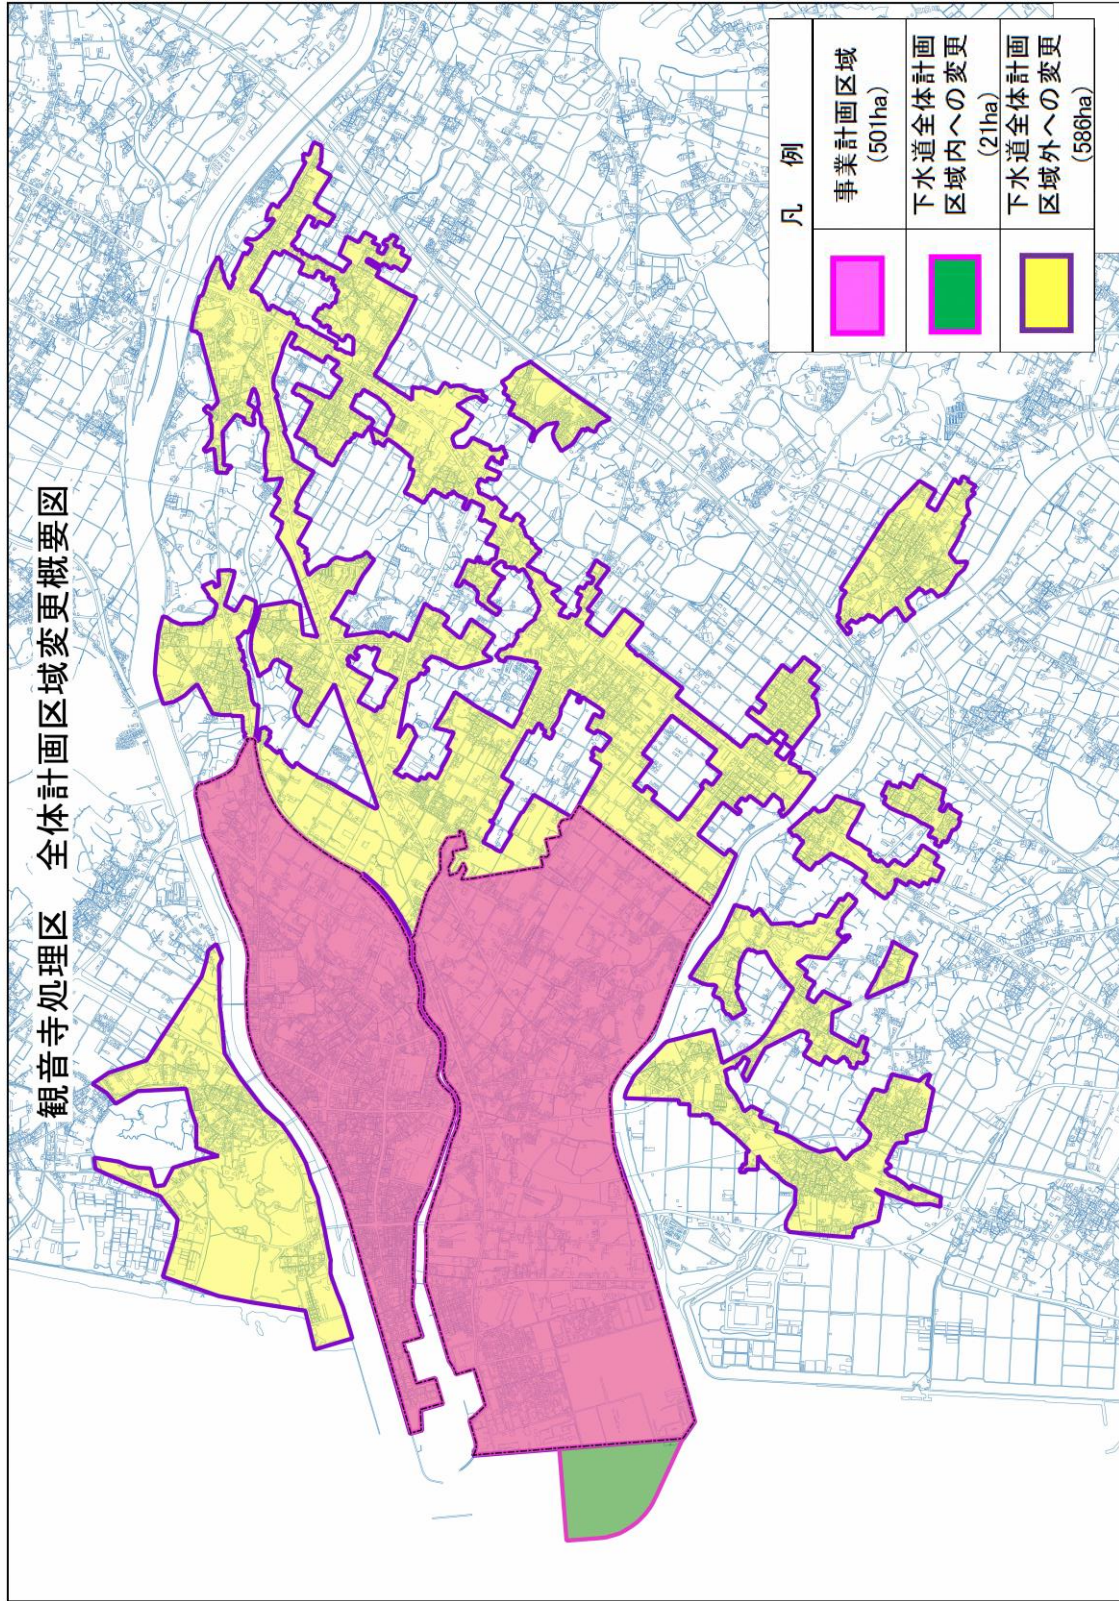 観音寺処理区　全体計画区域変更概要図
凡　例
事業計画区域
(501ha)
下水道全体計画
区域内への変更
(21ha)
下水道全体計画
区域外への変更
(586ha)